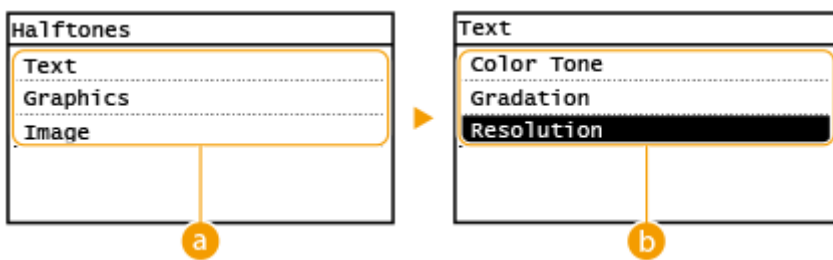 Halftones
Text
Graphics
Image
a
Text
Color Tone
Gradation
Resolution
b